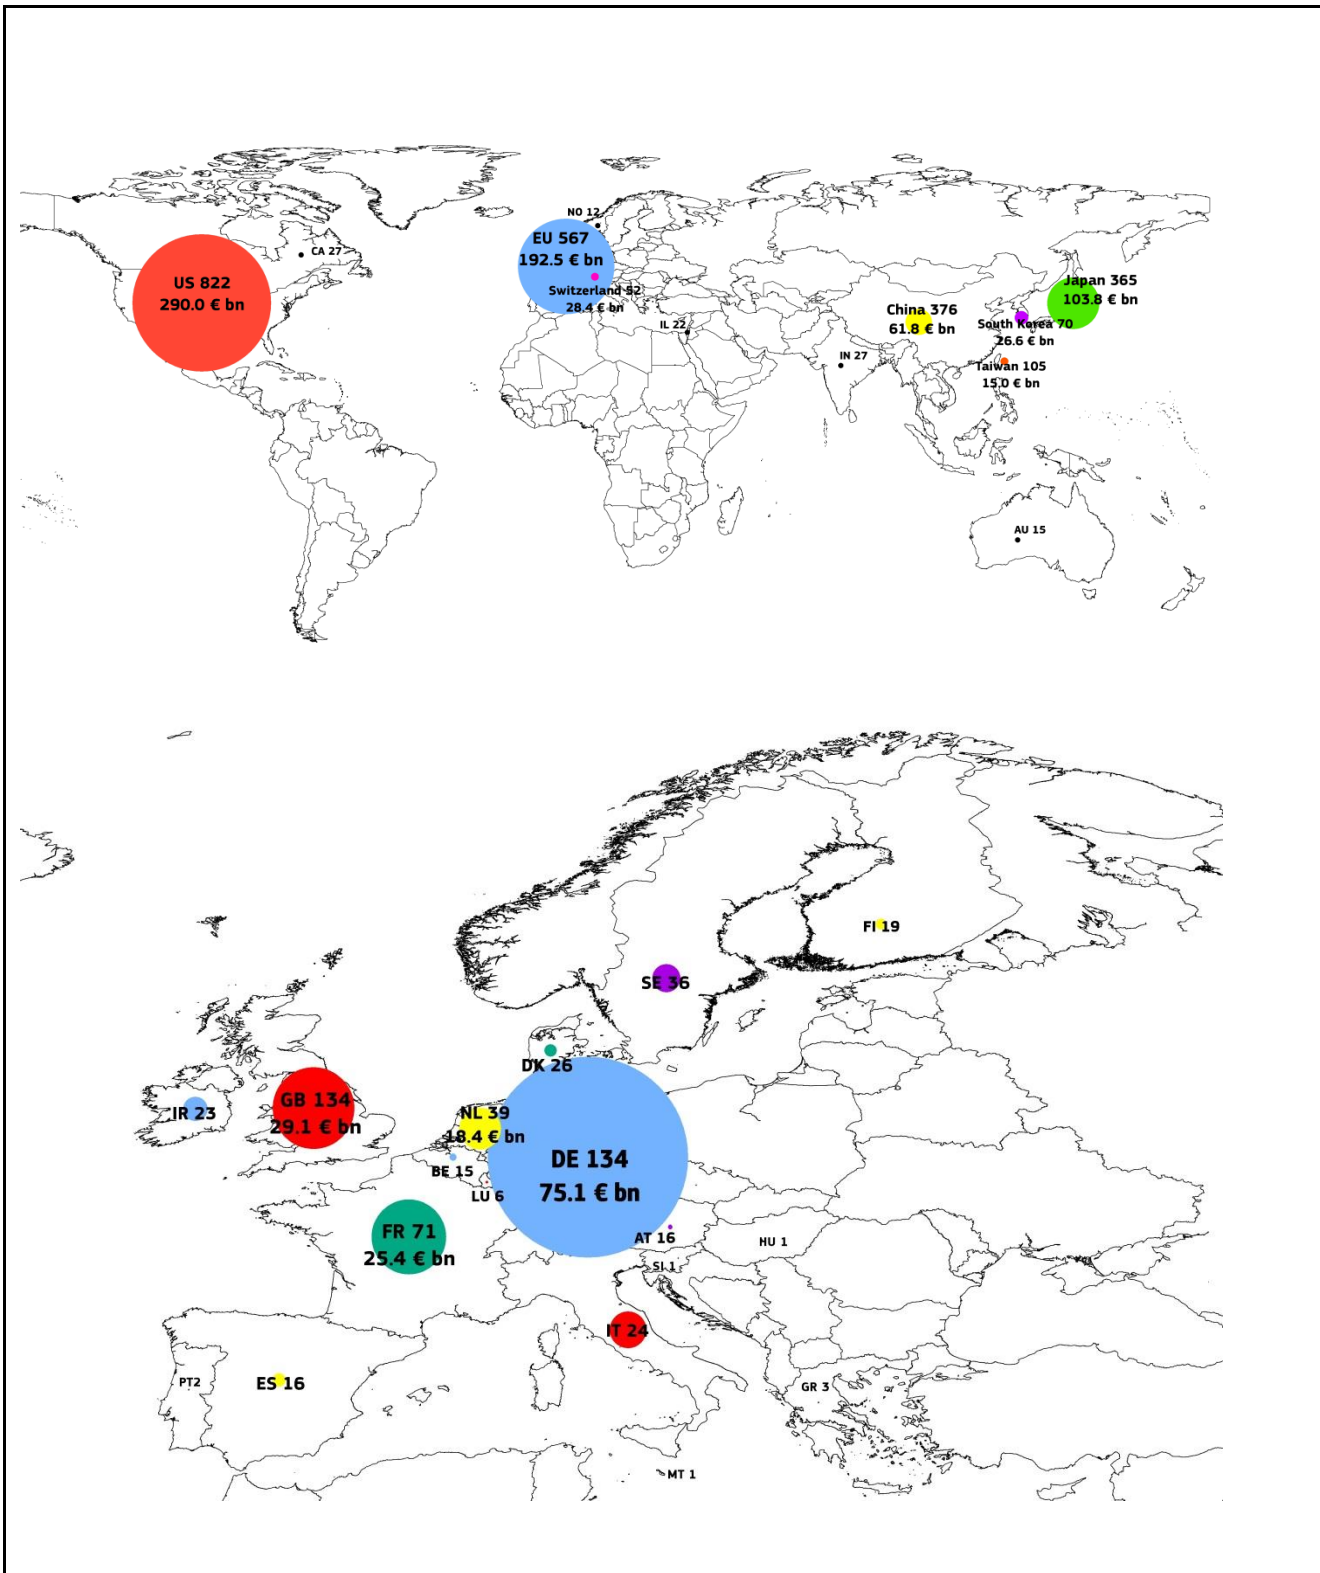 NO 12
EU 567
192.5 € bn
CA 27
US 822
290.0 € bn
Switzerland 52
28.4 € bn
IL 22
IN 27
China 376
61.8 € bn
Japan 365
103.8 € bn
South Korea 70
26.6 € bn
Taiwan 105
15.0 € bn
AU 15
FI 19
SE 36
DK 26
IR 23
GB 134
29.1 € bn
NL 39
18.4 € bn
BE 15
LU 6
DE 134
75.1 € bn
FR 71
25.4 € bn
AT 16
HU 1
SI 1
IT 24
PT2
ES 16
GR 3
MT 1